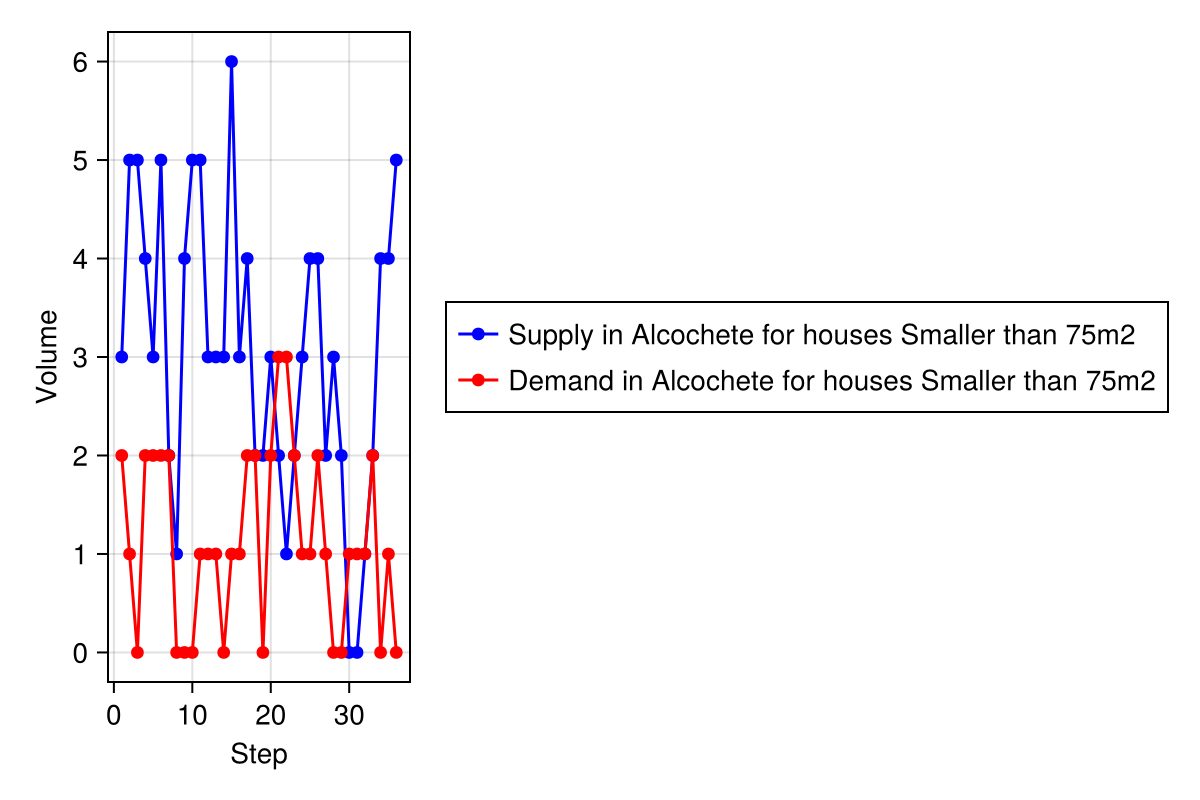 6
5
4
3
2
1
0
Volume
0 10 20 30
Step
Supply in Alcochete for houses Smaller than 75m2
Demand in Alcochete for houses Smaller than 75m2